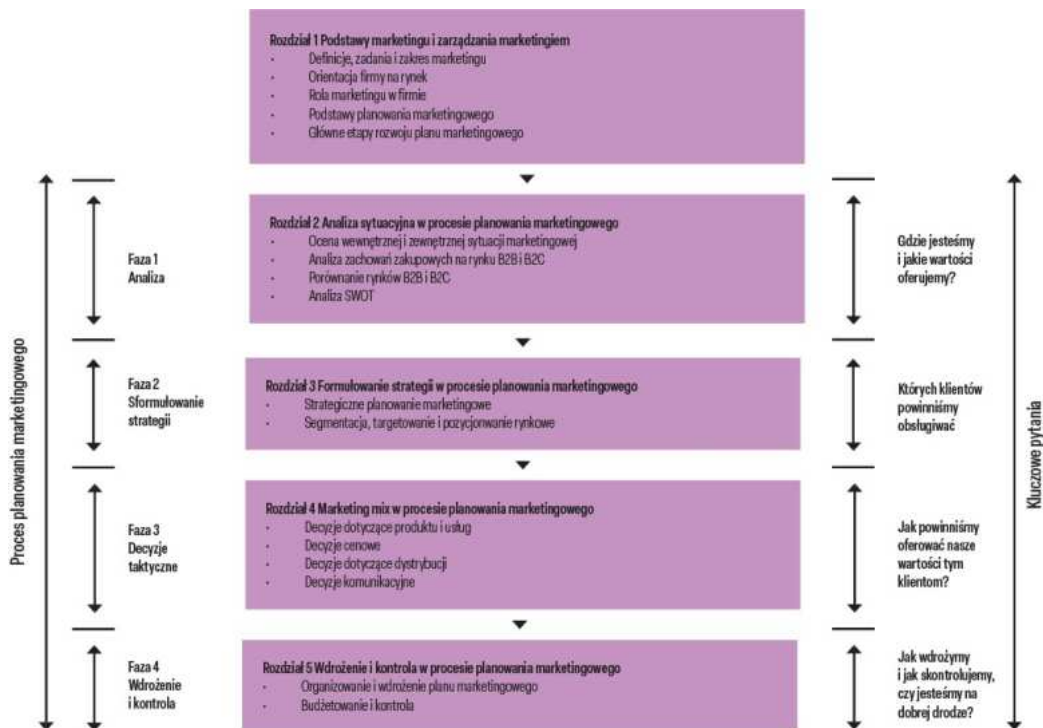 Rozdział 1 Podstawy marketingu i zarządzania marketingiem
• Definicje, zadania i zakres marketingu
• Orientacja firmy na rynek
• Rola marketingu w firmie
• Podstawy planowania marketingowego
• Główne etapy rozwoju planu marketingowego
Proces planowania marketingowego
Faza 1
Analiza
Rozdział 2 Analiza sytuacyjna w procesie planowania marketingowego
• Ocena wewnętrznej i zewnętrznej sytuacji marketingowej
• Analiza zachowań zakupowych na rynku B2B i B2C
• Porównanie rynków B2B i B2C
• Analiza SWOT
Gdzie jesteśmy
i jakie wartości
oferujemy?
Kluczowe pytania
Faza 2
Sformułowanie
strategii
Rozdział 3 Formułowanie strategii w procesie planowania marketingowego
• Strategiczne planowanie marketingowe
• Segmentacja, targetowanie i pozycjonwanie rynkowe
Których klientów
powinniśmy
obsługiwać
Faza 3
Decyzje
taktyczne
Rozdział 4 Marketing mix w procesie planowania marketingowego
• Decyzje dotyczące produktu i usług
• Decyzje cenowe
• Decyzje dotyczące dystrybucji
• Decyzje komunikacyjne
Jak powinniśmy
oferować nasze
wartości tym
klientom?
Faza 4
Wdrożenie
i kontrola
Rozdział 5 Wdrożenie i kontrola w procesie planowania marketingowego
• Organizowanie i wdrożenie planu marketingowego
• Budżetowanie i kontrola
Jak wdrożymy
i jak skontrolujemy,
czy jesteśmy na
dobrej drodze?